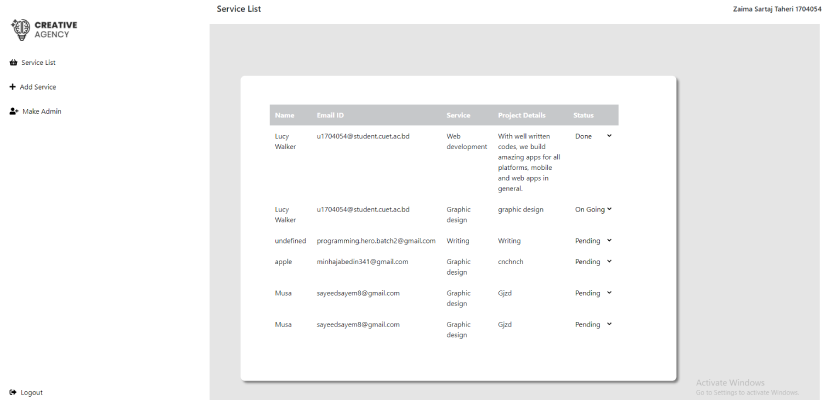 Service List
Zaima Sartaj Taheri 1704054
CREATIVE
AGENCY
Service List
Add Service
Make Admin
Name Email ID Service Project Details Status
Lucy Walker u1704054@student.cuet.ac.bd Web development With well written codes, we build amazing apps for all platforms, mobile and web apps in general. Done
Lucy Walker u1704054@student.cuet.ac.bd Graphic design graphic design On Going
undefined programming.hero.batch2@gmail.com Writing Writing Pending
apple minhajabedin341@gmail.com Graphic design cnchnch Pending
Musa sayeedsayem8@gmail.com Graphic design Gjzd Pending
Musa sayeedsayem8@gmail.com Graphic design Gjzd Pending
Logout
Activate Windows
Go to Settings to activate Windows.